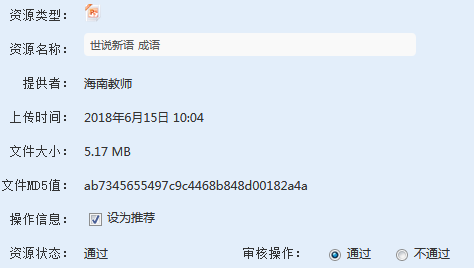 资源类型：
资源名称： 世说新语 成语
提供者： 海南教师
上传时间： 2018年6月15日 10:04
文件大小： 5.17 MB
文件MD5值： ab7345655497c9c4468b848d00182a4a
操作信息： 设为推荐
资源状态： 通过 审核操作： 通过 不通过